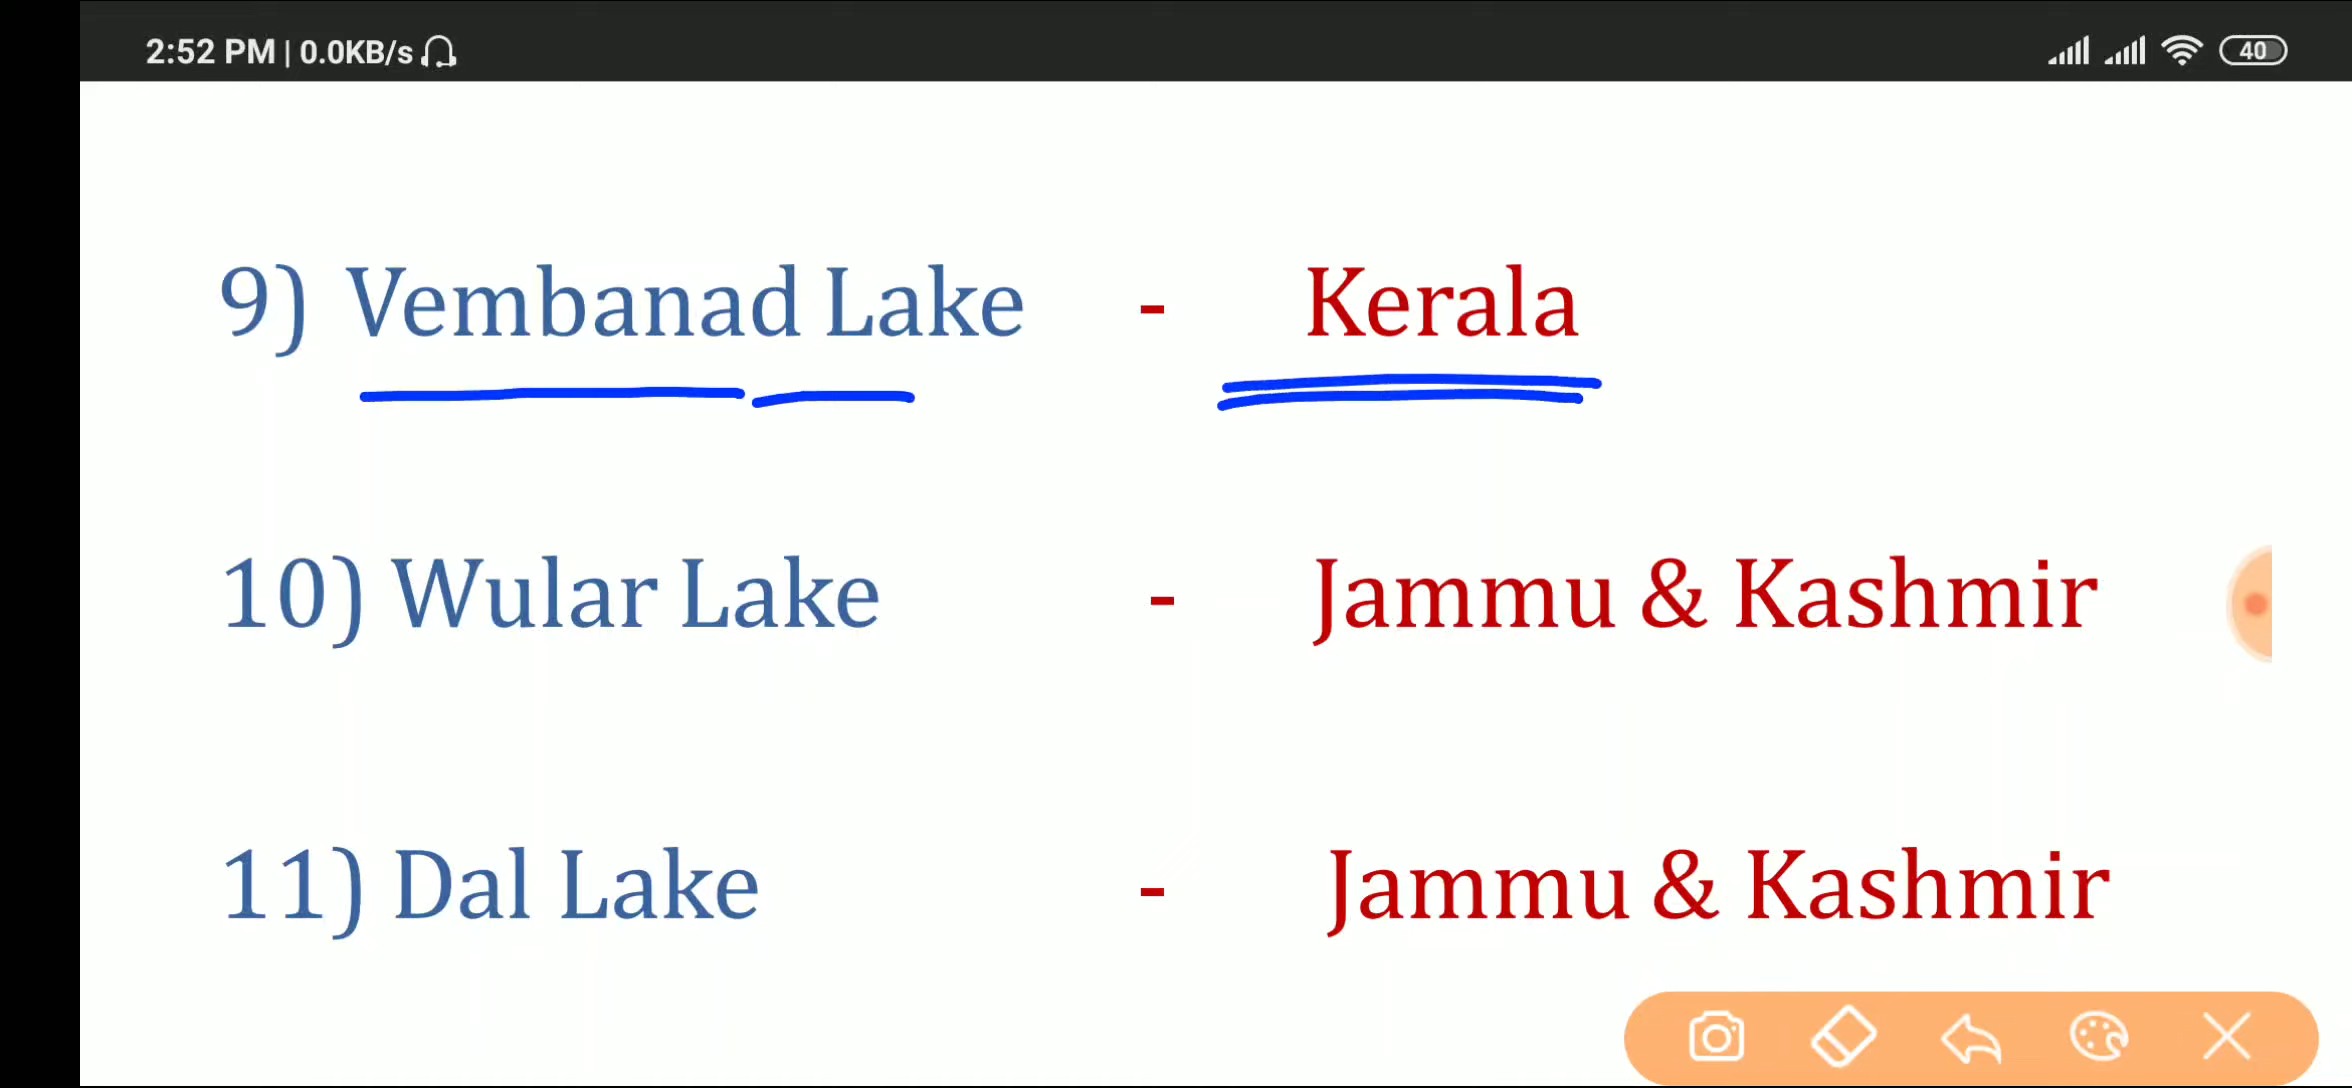 2:52 PM | 0.0KB/s 40
9) Vembanad Lake - Kerala
10) Wular Lake - Jammu & Kashmir
11) Dal Lake - Jammu & Kashmir